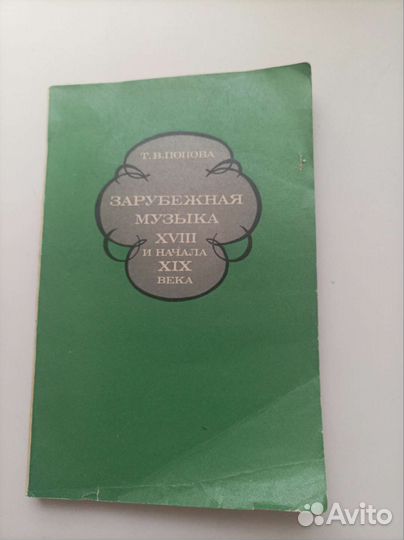 Т. В. ПОПОВА
ЗАРУБЕЖНАЯ
МУЗЫКА
XVIII
И НАЧАЛА
XIX
ВЕКА
Avito